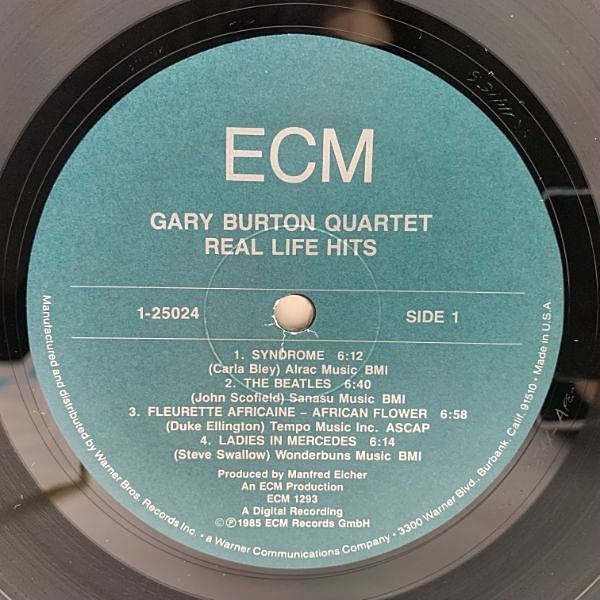 ECM
GARY BURTON QUARTET
REAL LIFE HITS
1-25024
SIDE 1
1. SYNDROME 6:12
(Carla Bley) Alrac Music BMI
2. THE BEATLES 6:40
(John Scofield) Sanasu Music BMI
3. FLEURETTE AFRICAINE – AFRICAN FLOWER 6:58
(Duke Ellington) Tempo Music Inc. ASCAP
4. LADIES IN MERCEDES 6:14
(Steve Swallow) Wonderbuns Music BMI
Produced by Manfred Eicher
An ECM Production
ECM 1293
A Digital Recording
©℗1985 ECM Records GmbH
Manufactured and distributed by Warner Bros. Records Inc. • a Warner Communications Company • 3300 Warner Blvd., Burbank, Calif. 91510 • Made in U.S.A